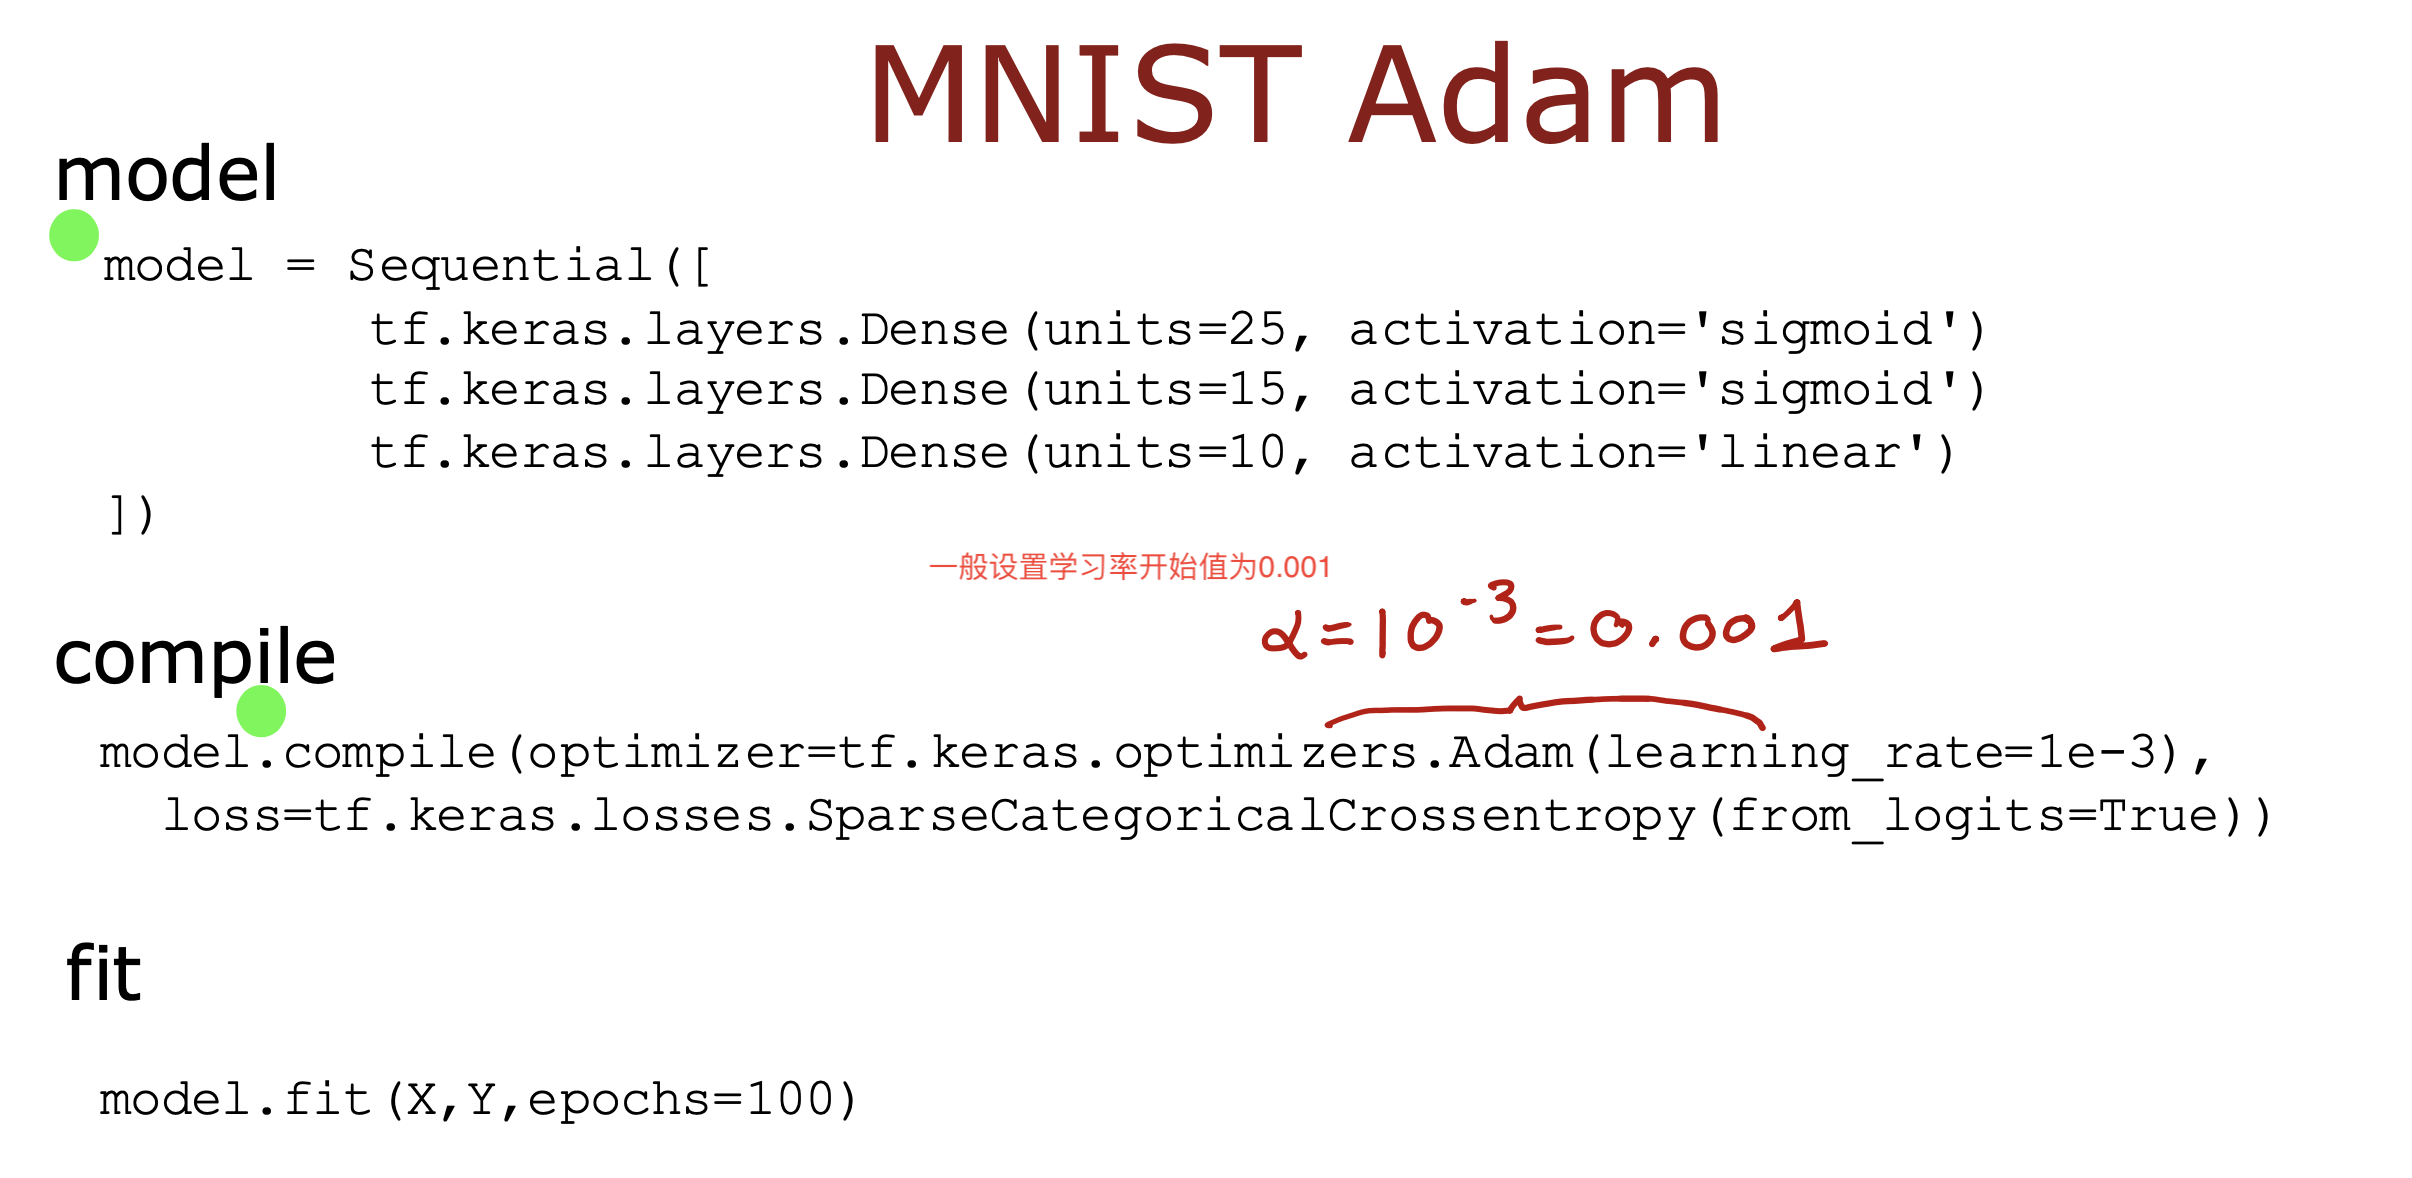 MNIST Adam
model
model = Sequential([
tf.keras.layers.Dense(units=25, activation='sigmoid')
tf.keras.layers.Dense(units=15, activation='sigmoid')
tf.keras.layers.Dense(units=10, activation='linear')
])
一般设置学习率开始值为0.001
α=10⁻³=0.001
compile
model.compile(optimizer=tf.keras.optimizers.Adam(learning_rate=1e-3),
loss=tf.keras.losses.SparseCategoricalCrossentropy(from_logits=True))
fit
model.fit(X,Y,epochs=100)